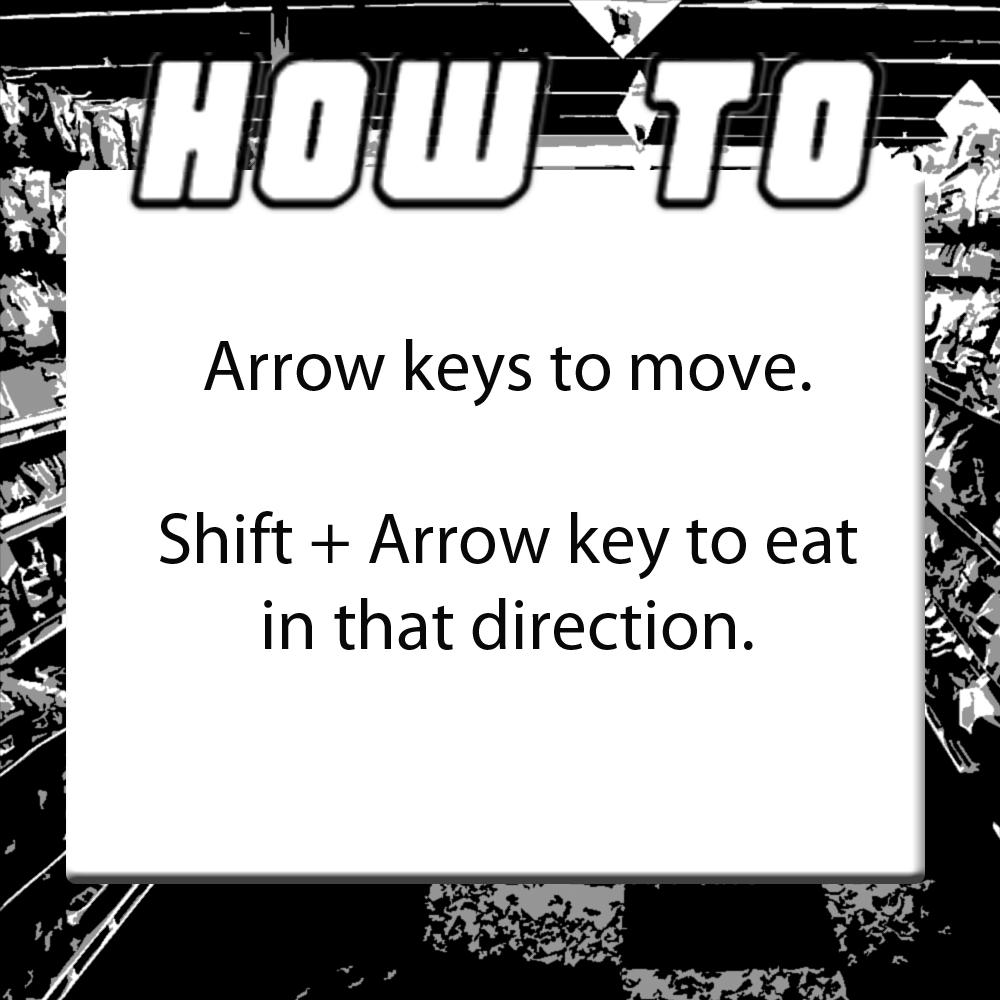 HOW TO
Arrow keys to move.
Shift + Arrow key to eat
in that direction.